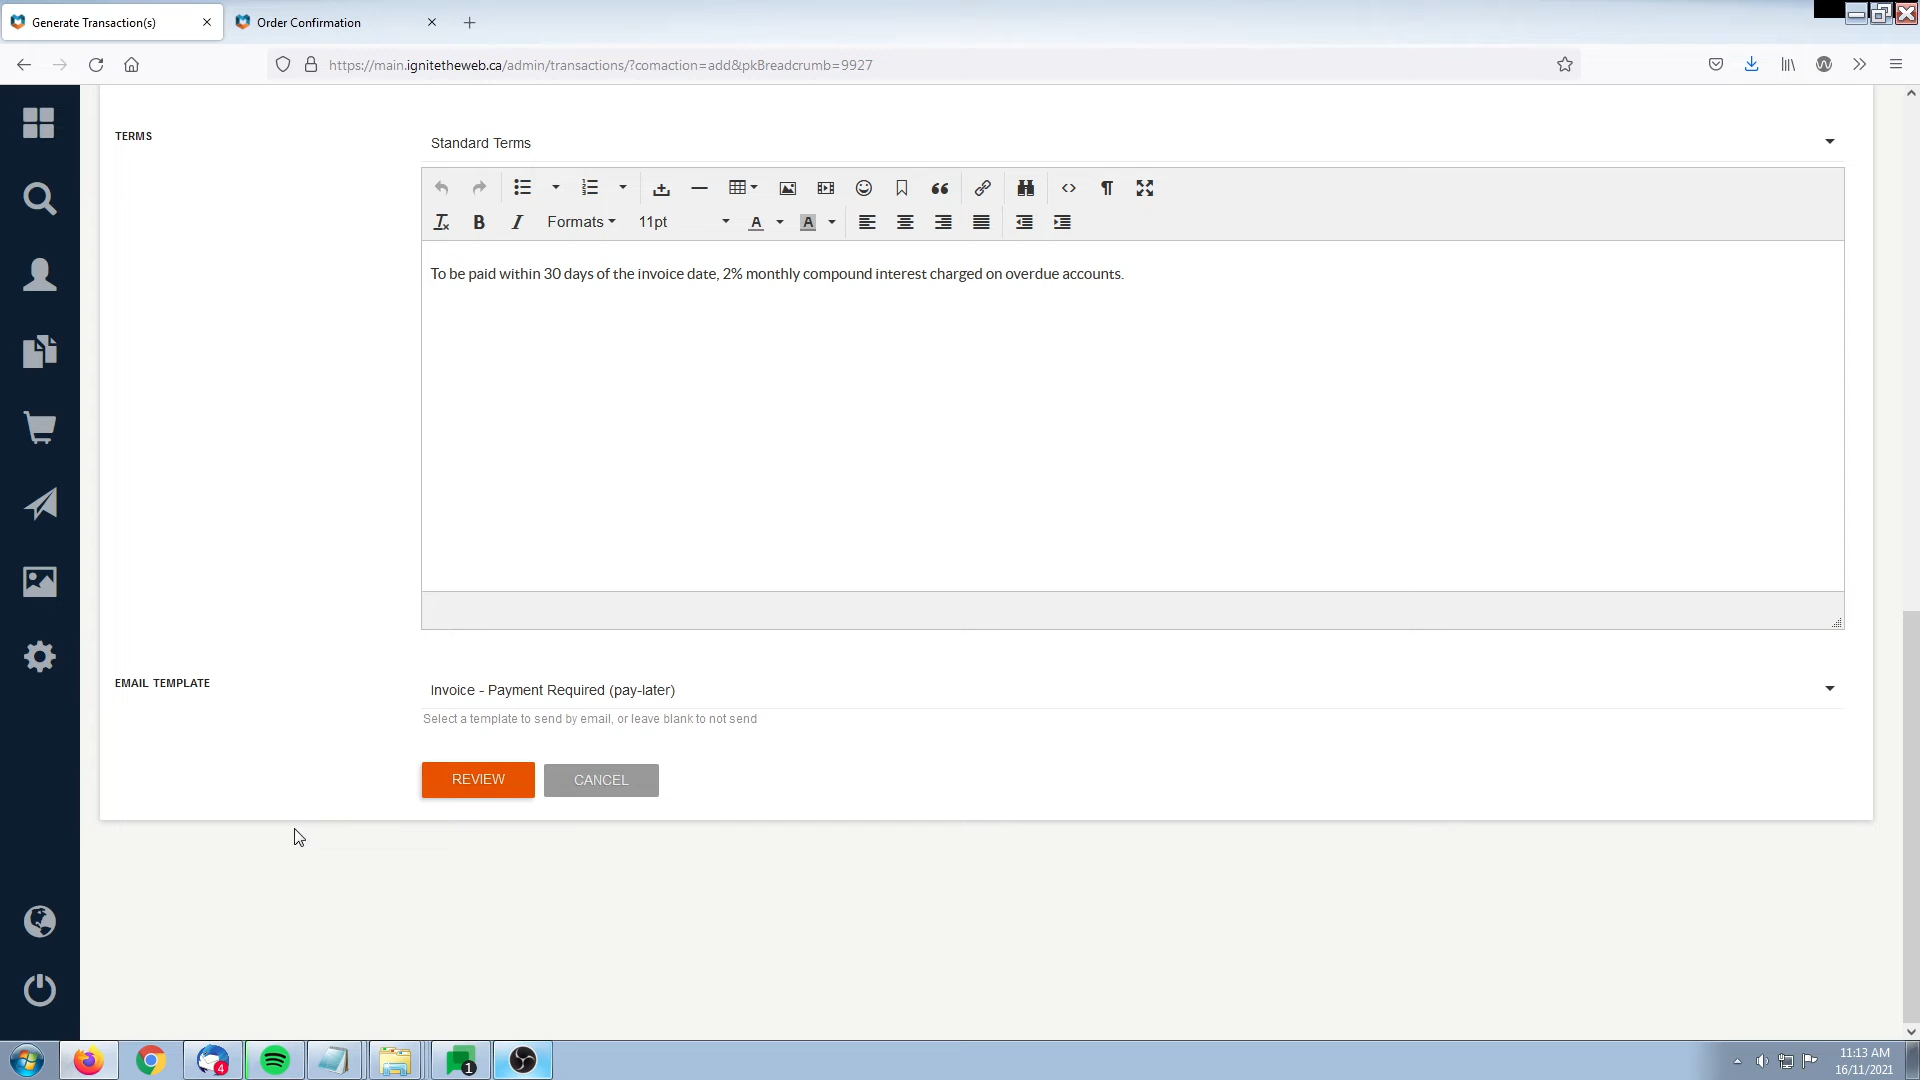 Generate Transaction(s)
Order Confirmation
https://main.ignitetheweb.ca/admin/transactions/?comaction=add&pkBreadcrumb=9927
TERMS
Standard Terms
Formats
11pt
A
A
To be paid within 30 days of the invoice date, 2% monthly compound interest charged on overdue accounts.
EMAIL TEMPLATE
Invoice - Payment Required (pay-later)
Select a template to send by email, or leave blank to not send
REVIEW
CANCEL
4
1
11:13 AM
16/11/2021